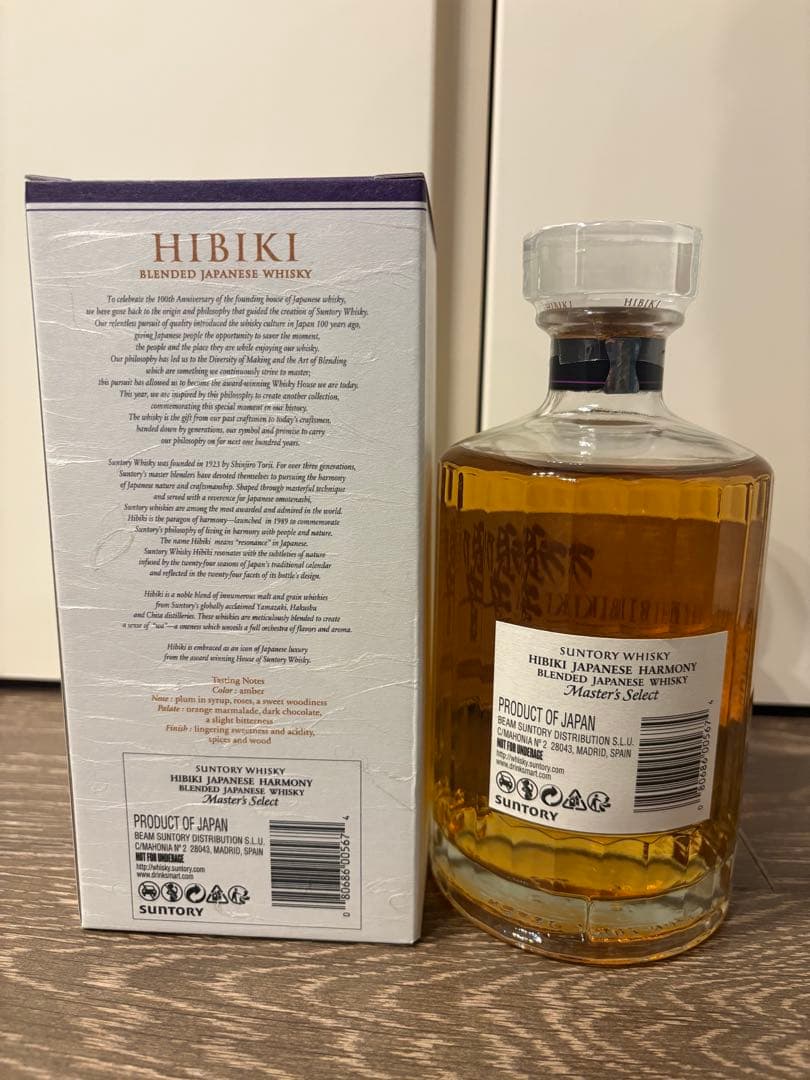 HIBIKI
BLENDED JAPANESE WHISKY
To celebrate the 100th Anniversary of the founding house of Japanese whisky,
we have gone back to the origin and philosophy that guided the creation of Suntory Whisky.
Our relentless pursuit of quality introduced the whisky culture in Japan 100 years ago,
giving Japanese people the opportunity to savor the moment,
the people and the place they are while enjoying our whisky.
Our philosophy has led us to the Diversity of Making and the Art of Blending
which are something we continuously strive to master;
this pursuit has allowed us to become the award-winning Whisky House we are today.
This year, we are inspired by this philosophy to create another collection,
commemorating this special moment in our history.
The whisky is the gift from our past craftsmen to today's craftsmen,
handed down by generations, our symbol and promise to carry
our philosophy on for next one hundred years.
Suntory Whisky was founded in 1923 by Shinjiro Torii. For over three generations,
Suntory's master blenders have devoted themselves to pursuing the harmony
of Japanese nature and craftsmanship. Shaped through masterful technique
and served with a reverence for Japanese omotenashi,
Suntory whiskies are among the most awarded and admired in the world.
Hibiki is the paragon of harmony—launched in 1989 to commemorate
Suntory's philosophy of living in harmony with people and nature.
The name Hibiki means "resonance" in Japanese.
Suntory Whisky Hibiki resonates with the subtleties of nature
infused by the twenty-four seasons of Japan's traditional calendar
and reflected in the twenty-four facets of its bottle's design.
Hibiki is a noble blend of innumerous malt and grain whiskies
from Suntory's globally acclaimed Yamazaki, Hakushu
and Chita distilleries. These whiskies are meticulously blended to create
a sense of "wa"—a oneness which unveils a full orchestra of flavors and aroma.
Hibiki is embraced as an icon of Japanese luxury
from the award winning House of Suntory Whisky.
Tasting Notes
Color : amber
Nose : plum in syrup, roses, a sweet woodiness
Palate : orange marmalade, dark chocolate,
a slight bitterness
Finish : lingering sweetness and acidity,
spices and wood
SUNTORY WHISKY
HIBIKI JAPANESE HARMONY
BLENDED JAPANESE WHISKY
Master's Select
PRODUCT OF JAPAN
BEAM SUNTORY DISTRIBUTION S.L.U.
C/MAHONIA Nº 2 28043, MADRID, SPAIN
NOT FOR UNDERAGE
http://whisky.suntory.com
www.drinksmart.com
SUNTORY
0 80686 00567 4
HIBIKI HIBIKI
SUNTORY WHISKY
HIBIKI JAPANESE HARMONY
BLENDED JAPANESE WHISKY
Master's Select
PRODUCT OF JAPAN
BEAM SUNTORY DISTRIBUTION S.L.U.
C/MAHONIA Nº 2 28043, MADRID, SPAIN
NOT FOR UNDERAGE
http://whisky.suntory.com
www.drinksmart.com
SUNTORY
0 80686 00567 4